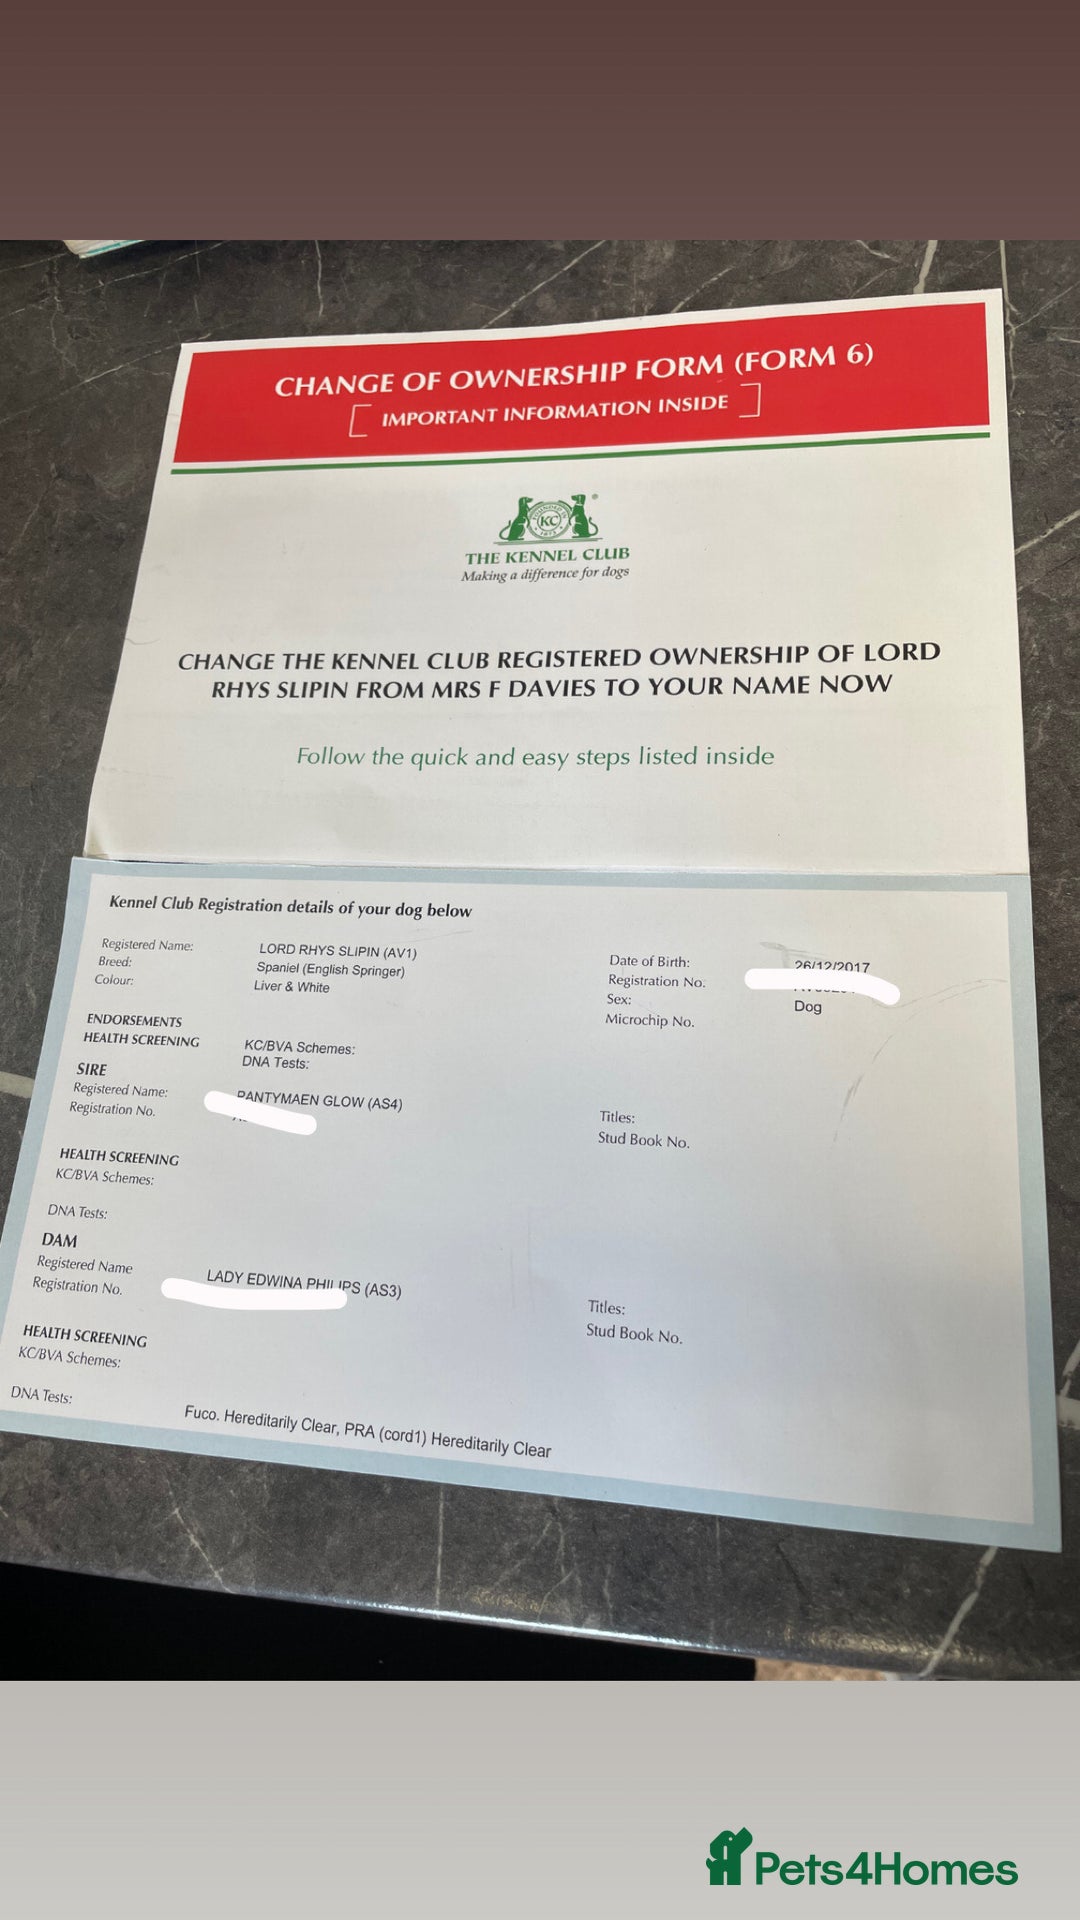 CHANGE OF OWNERSHIP FORM (FORM 6)
[ IMPORTANT INFORMATION INSIDE ]
FOUNDED IN
KC
1873
THE KENNEL CLUB
Making a difference for dogs
CHANGE THE KENNEL CLUB REGISTERED OWNERSHIP OF LORD
RHYS SLIPIN FROM MRS F DAVIES TO YOUR NAME NOW
Follow the quick and easy steps listed inside
Kennel Club Registration details of your dog below
Registered Name: LORD RHYS SLIPIN (AV1)
Breed: Spaniel (English Springer)
Colour: Liver & White
Date of Birth: 26/12/2017
Registration No.
Sex: Dog
Microchip No.
ENDORSEMENTS
HEALTH SCREENING KC/BVA Schemes:
DNA Tests:
SIRE
Registered Name: PANTYMAEN GLOW (AS4)
Registration No.
Titles:
Stud Book No.
HEALTH SCREENING
KC/BVA Schemes:
DNA Tests:
DAM
Registered Name LADY EDWINA PHILIPS (AS3)
Registration No.
Titles:
Stud Book No.
HEALTH SCREENING
KC/BVA Schemes:
DNA Tests: Fuco. Hereditarily Clear, PRA (cord1) Hereditarily Clear
Pets4Homes